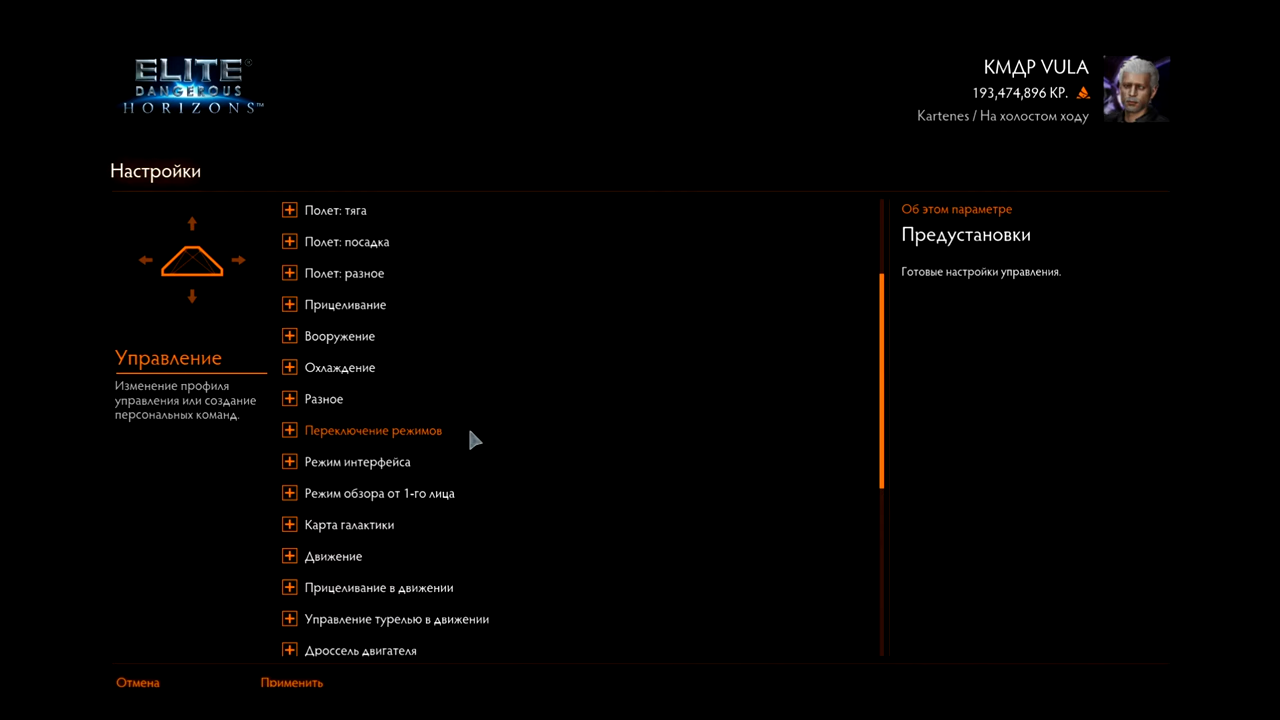 ELITE
DANGEROUS
HORIZONS™
КМДР VULA
193,474,896 КР.
Kartenes / На холостом ходу
Настройки
Управление
Изменение профиля
управления или создание
персональных команд.
Полет: тяга
Полет: посадка
Полет: разное
Прицеливание
Вооружение
Охлаждение
Разное
Переключение режимов
Режим интерфейса
Режим обзора от 1-го лица
Карта галактики
Движение
Прицеливание в движении
Управление турелью в движении
Дроссель двигателя
Об этом параметре
Предустановки
Готовые настройки управления.
Отмена
Применить